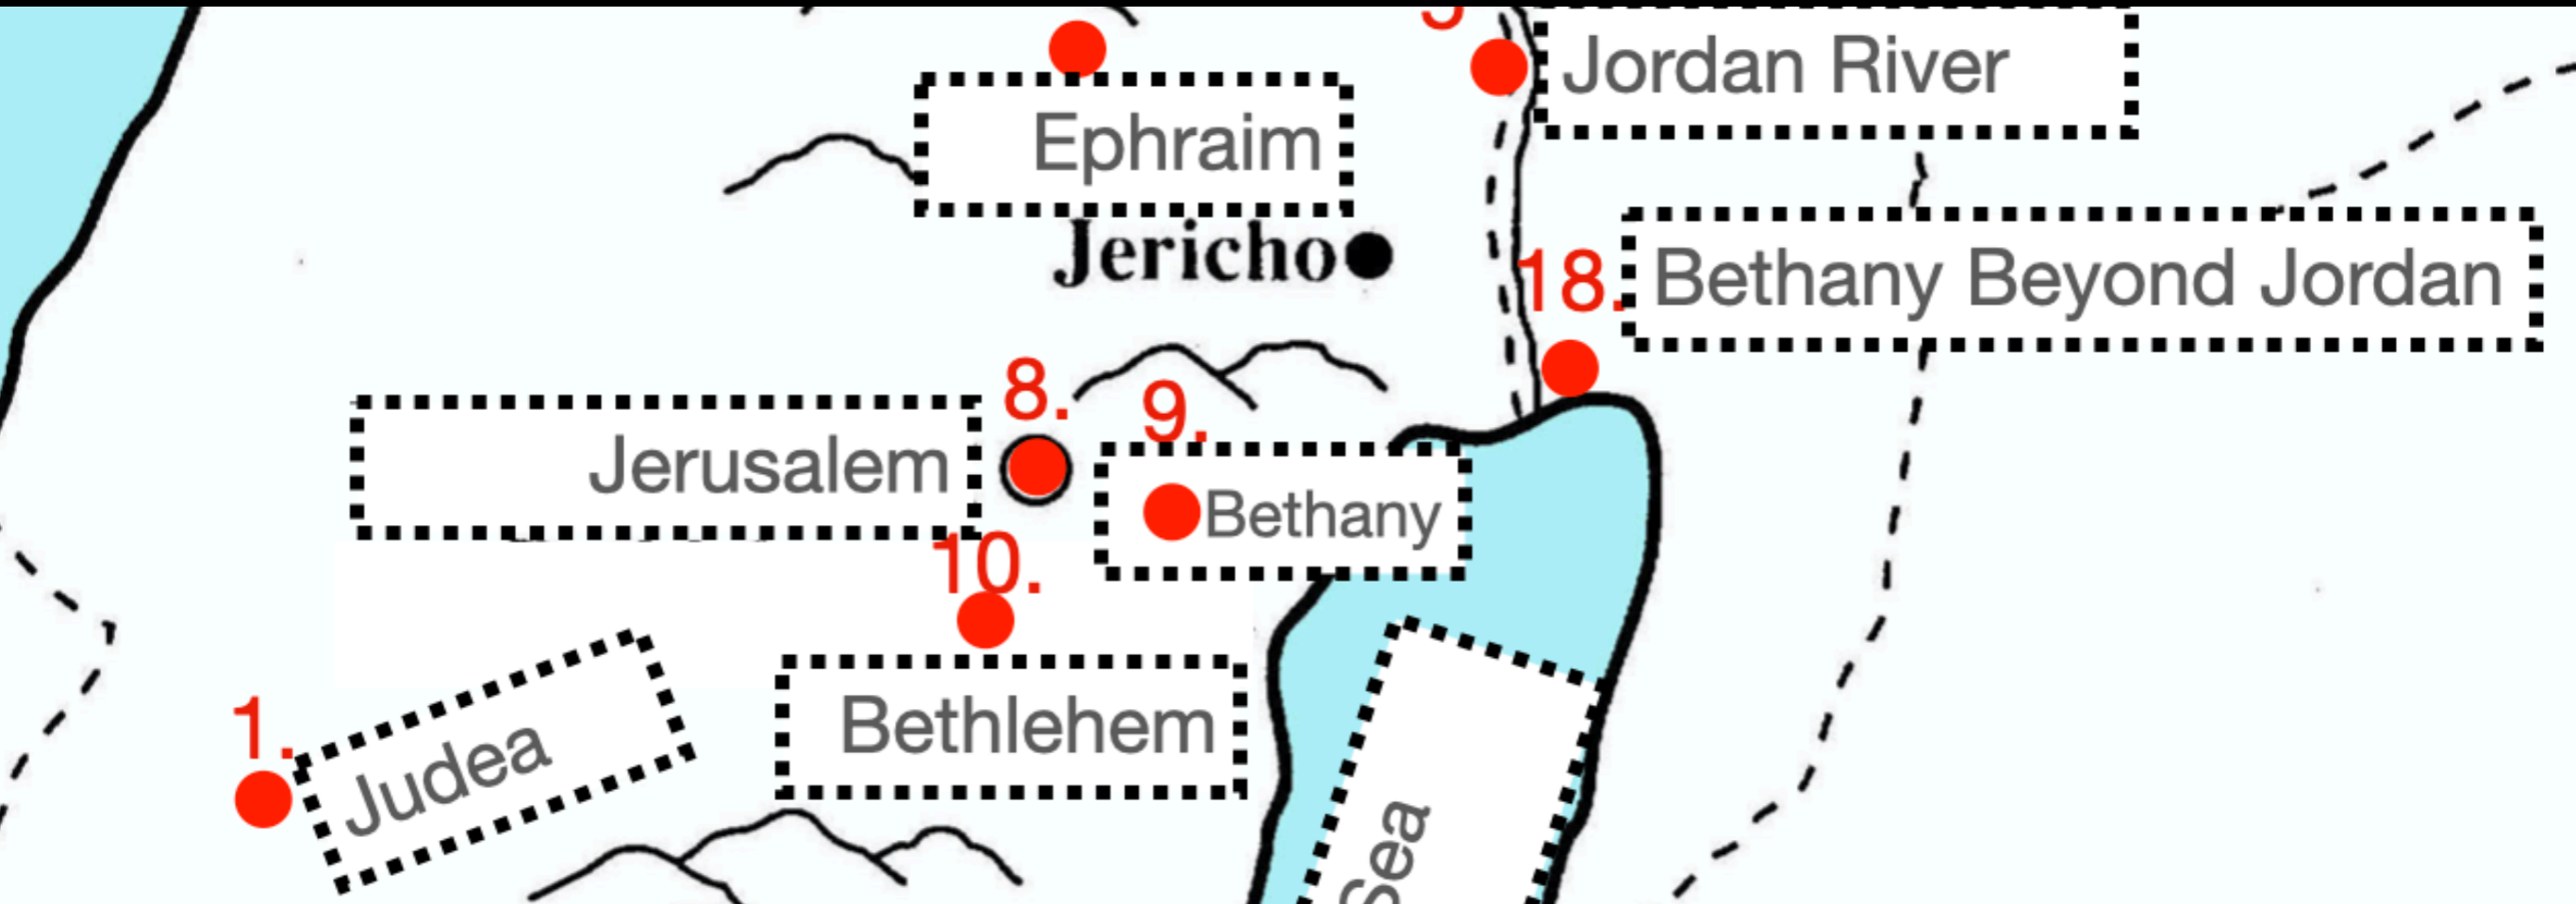 Jordan River
Ephraim
Jericho
18. Bethany Beyond Jordan
8.
9.
Jerusalem
Bethany
10.
1.
Judea
Bethlehem
Sea